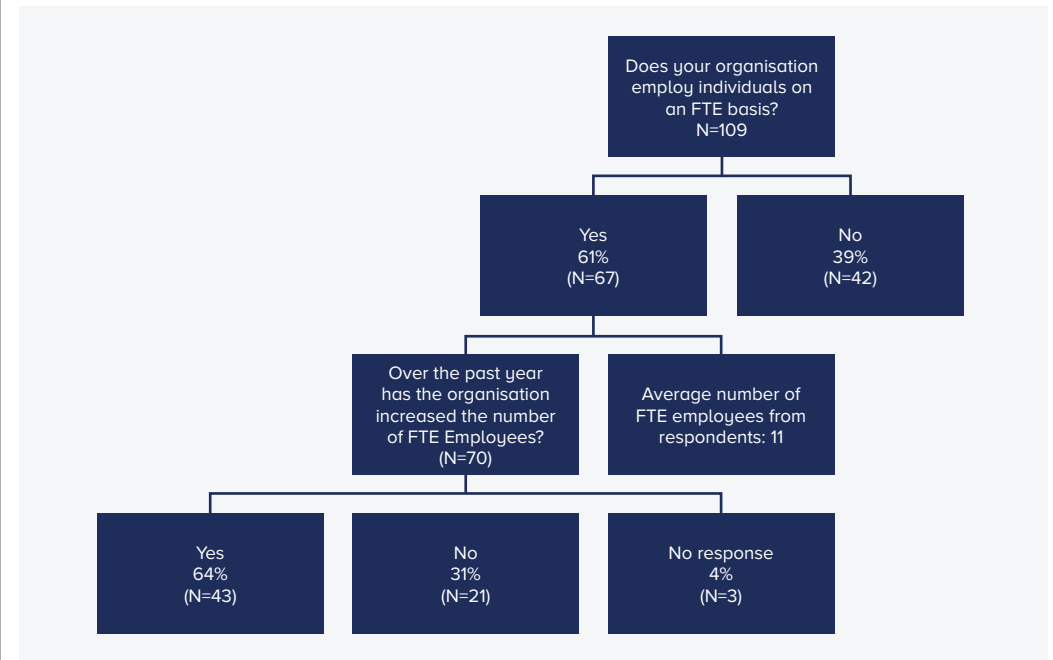 Does your organisation
employ individuals on
an FTE basis?
N=109
Yes
61%
(N=67)
No
39%
(N=42)
Over the past year
has the organisation
increased the number
of FTE Employees?
(N=70)
Average number of
FTE employees from
respondents: 11
Yes
64%
(N=43)
No
31%
(N=21)
No response
4%
(N=3)